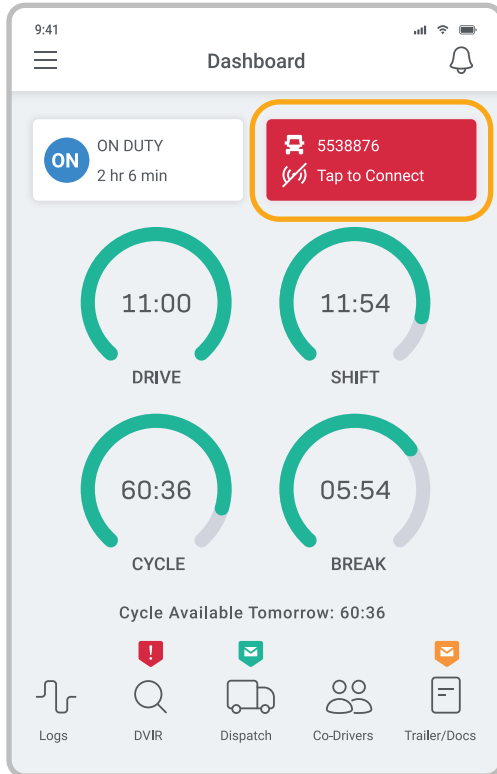 9:41
Dashboard
ON
ON DUTY
2 hr 6 min
5538876
Tap to Connect
11:00
DRIVE
11:54
SHIFT
60:36
CYCLE
05:54
BREAK
Cycle Available Tomorrow: 60:36
!
Logs
DVIR
Dispatch
Co-Drivers
Trailer/Docs